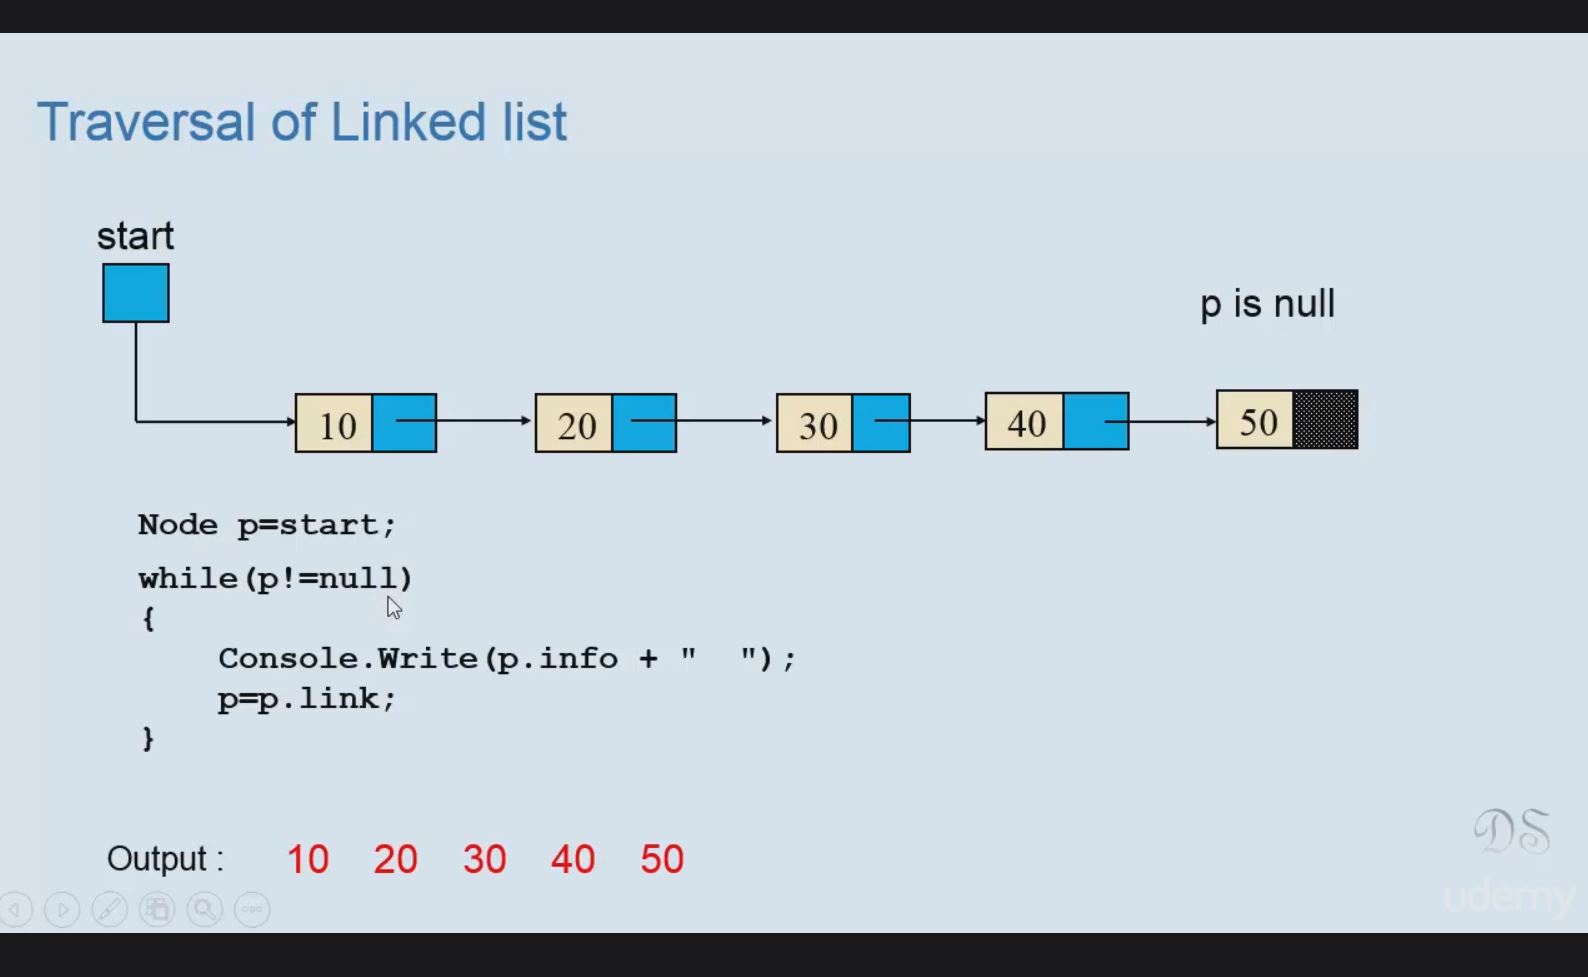 Traversal of Linked list
start
p is null
10 20 30 40 50
Node p=start;
while(p!=null)
{
Console.Write(p.info + "  ");
p=p.link;
}
Output : 10 20 30 40 50
DS
udemy